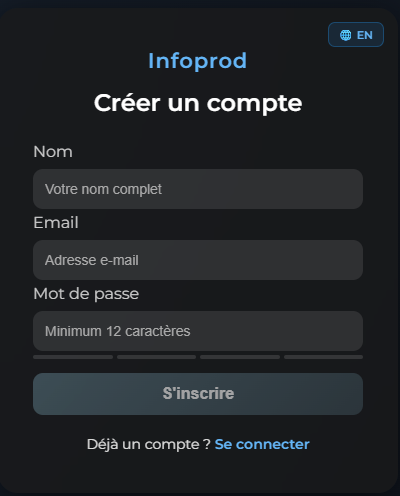 EN
Infoprod
Créer un compte
Nom
Votre nom complet
Email
Adresse e-mail
Mot de passe
Minimum 12 caractères
S'inscrire
Déjà un compte ? Se connecter